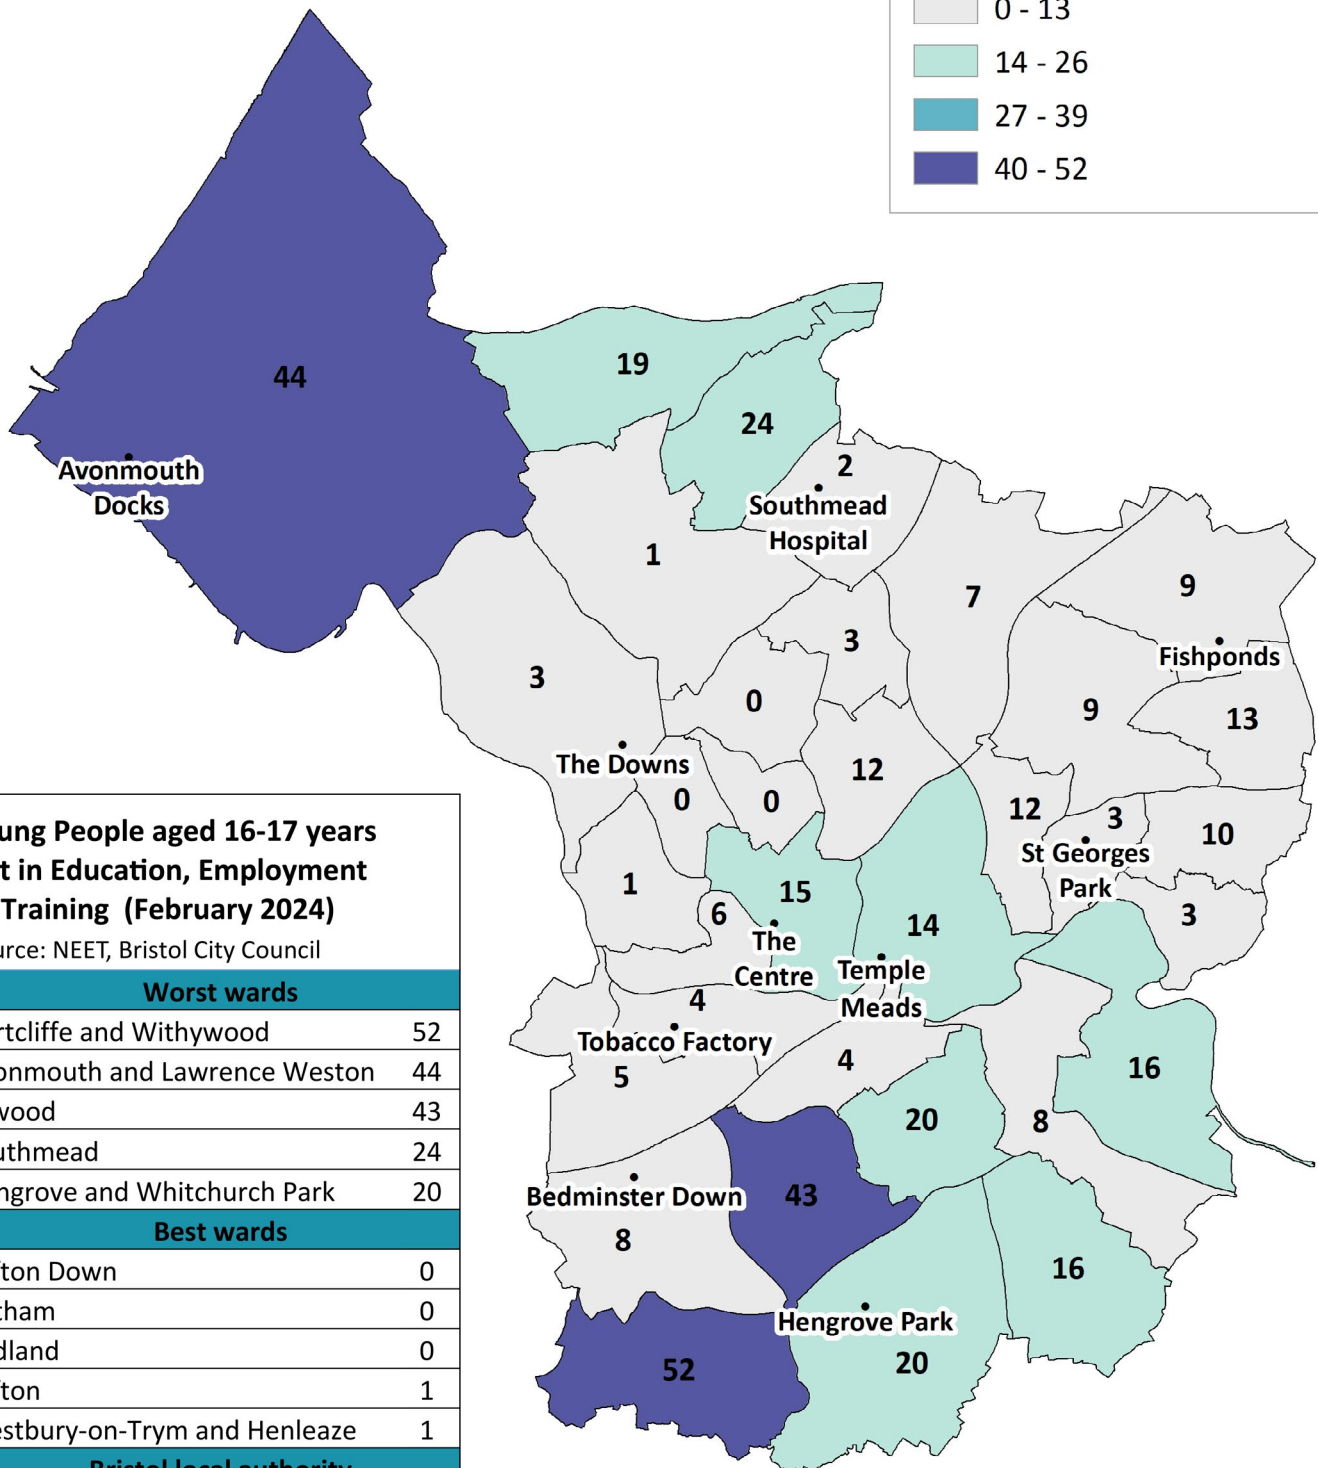 0 - 13
14 - 26
27 - 39
40 - 52
44
19
24
Avonmouth
Docks
2
Southmead
Hospital
1
7
9
3
Fishponds
3
0
9
13
The Downs
12
0
0
12
3
10
St Georges
Park
1
15
6
14
3
The
Centre
Temple
Meads
4
Tobacco Factory
4
5
16
20
8
Bedminster Down
43
8
16
Hengrove Park
20
52
ung People aged 16-17 years
t in Education, Employment
Training (February 2024)
urce: NEET, Bristol City Council
Worst wards
rtcliffe and Withywood 52
onmouth and Lawrence Weston 44
wood 43
uthmead 24
ngrove and Whitchurch Park 20
Best wards
fton Down 0
tham 0
dland 0
fton 1
estbury-on-Trym and Henleaze 1
Bristol local authority